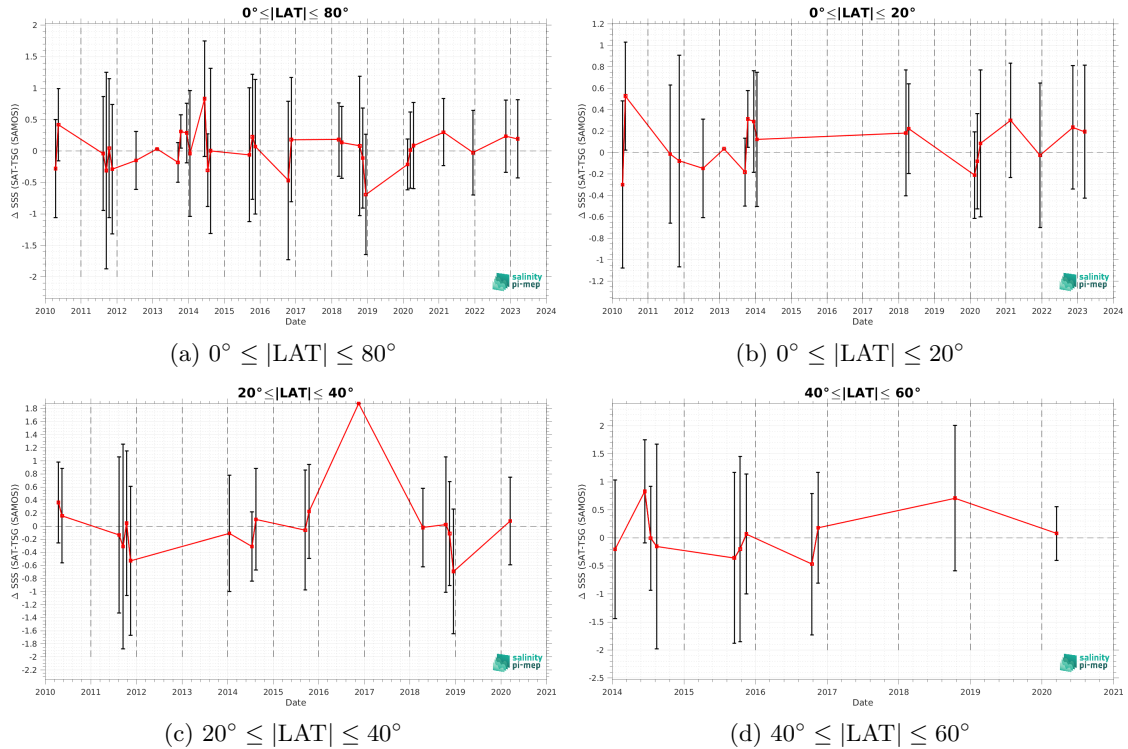 0°≤|LAT|≤ 80°
2
1.5
1
0.5
0
-0.5
-1
-1.5
-2
Δ SSS (SAT-TSG (SAMOS))
2010 2011 2012 2013 2014 2015 2016 2017 2018 2019 2020 2021 2022 2023 2024
Date
salinity
pi-mep
(a) 0° ≤ |LAT| ≤ 80°
0°≤|LAT|≤ 20°
1.2
1
0.8
0.6
0.4
0.2
0
-0.2
-0.4
-0.6
-0.8
-1
-1.2
Δ SSS (SAT-TSG (SAMOS))
2010 2011 2012 2013 2014 2015 2016 2017 2018 2019 2020 2021 2022 2023 2024
Date
salinity
pi-mep
(b) 0° ≤ |LAT| ≤ 20°
20°≤|LAT|≤ 40°
1.8
1.6
1.4
1.2
1
0.8
0.6
0.4
0.2
0
-0.2
-0.4
-0.6
-0.8
-1
-1.2
-1.4
-1.6
-1.8
-2
-2.2
Δ SSS (SAT-TSG (SAMOS))
2010 2011 2012 2013 2014 2015 2016 2017 2018 2019 2020 2021
Date
salinity
pi-mep
(c) 20° ≤ |LAT| ≤ 40°
40°≤|LAT|≤ 60°
2
1.5
1
0.5
0
-0.5
-1
-1.5
-2
-2.5
Δ SSS (SAT-TSG (SAMOS))
2014 2015 2016 2017 2018 2019 2020 2021
Date
salinity
pi-mep
(d) 40° ≤ |LAT| ≤ 60°